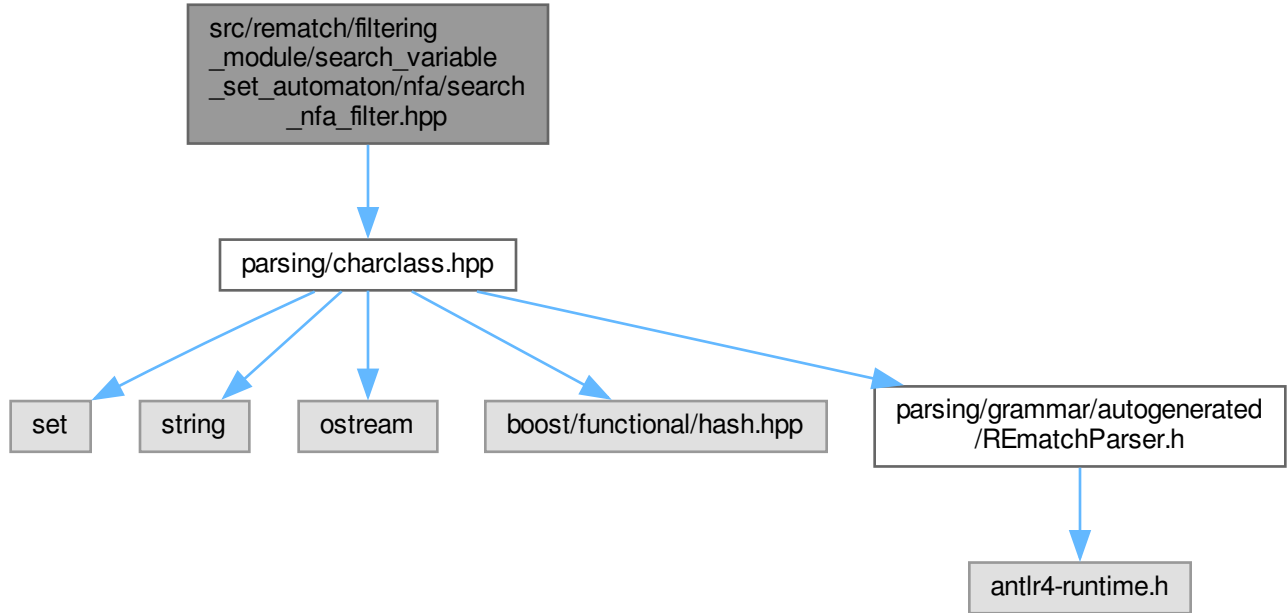 src/rematch/filtering
_module/search_variable
_set_automaton/nfa/search
_nfa_filter.hpp
parsing/charclass.hpp
set
string
ostream
boost/functional/hash.hpp
parsing/grammar/autogenerated
/REmatchParser.h
antlr4-runtime.h